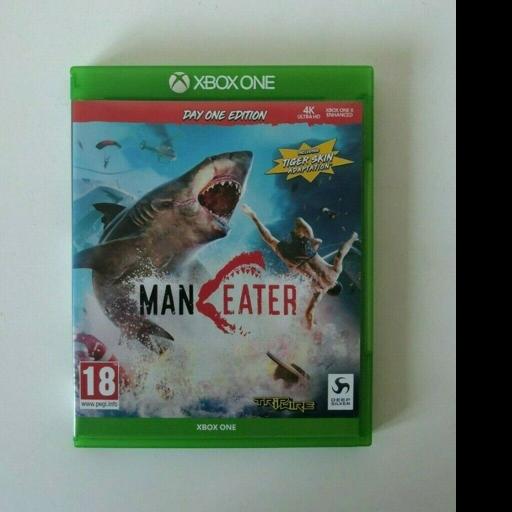 XBOX ONE
DAY ONE EDITION
4K
ULTRA HD
XBOX ONE X
ENHANCED
INCLUDES
TIGER SKIN
ADAPTATION
MANEATER
18
www.pegi.info
TRIPWIRE
DEEP
SILVER
XBOX ONE